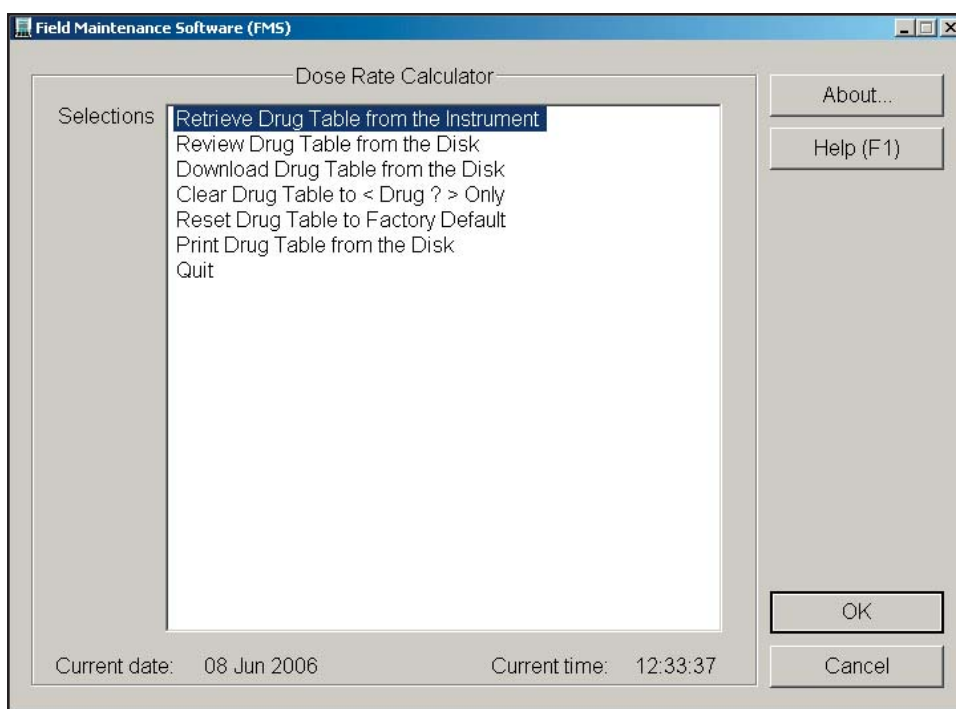 Field Maintenance Software (FMS)
Dose Rate Calculator
Selections
Retrieve Drug Table from the Instrument
Review Drug Table from the Disk
Download Drug Table from the Disk
Clear Drug Table to < Drug ? > Only
Reset Drug Table to Factory Default
Print Drug Table from the Disk
Quit
About...
Help (F1)
OK
Cancel
Current date: 08 Jun 2006 Current time: 12:33:37